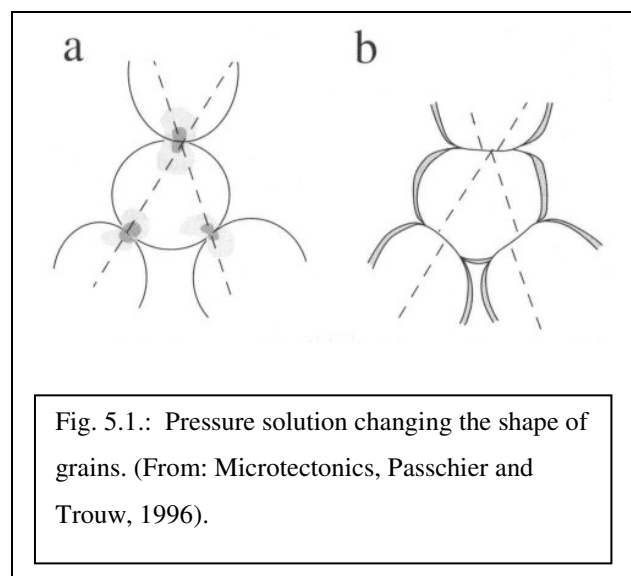 a b
Fig. 5.1.: Pressure solution changing the shape of
grains. (From: Microtectonics, Passchier and
Trouw, 1996).